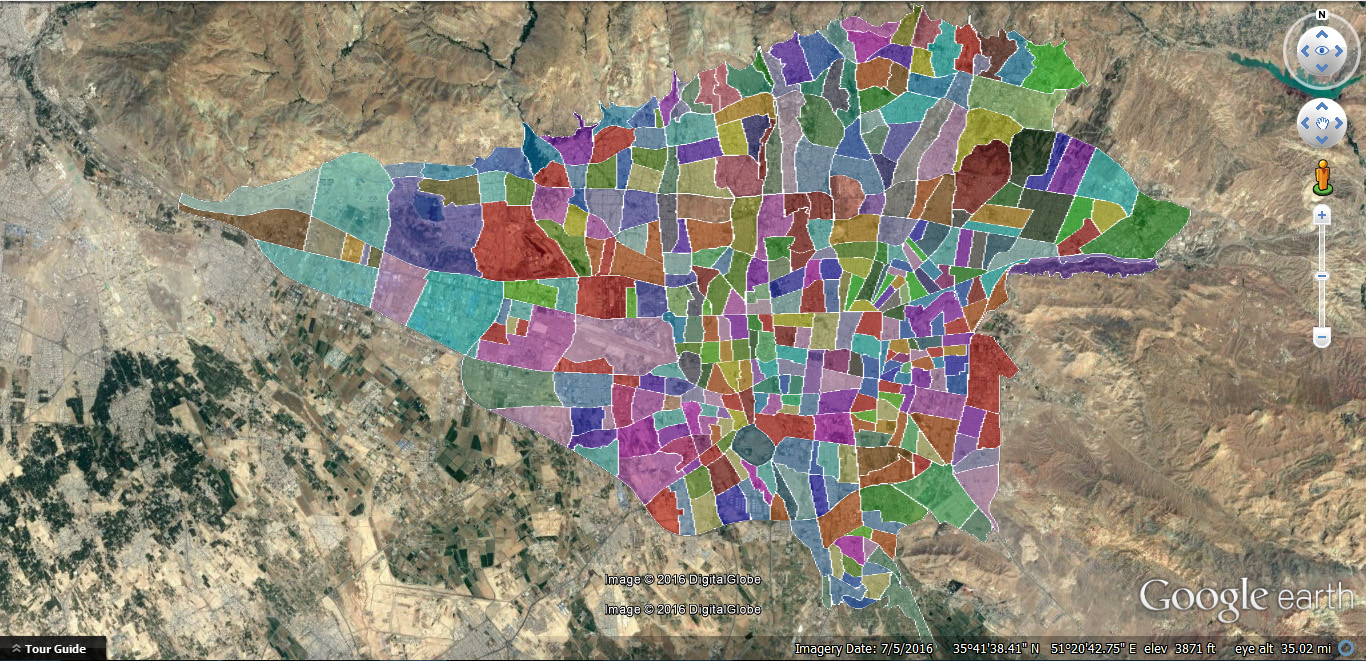 N
Image © 2016 DigitalGlobe
Image © 2016 DigitalGlobe
Google earth
Tour Guide
Imagery Date: 7/5/2016 35°41'38.41" N 51°20'42.75" E elev 3871 ft eye alt 35.02 mi